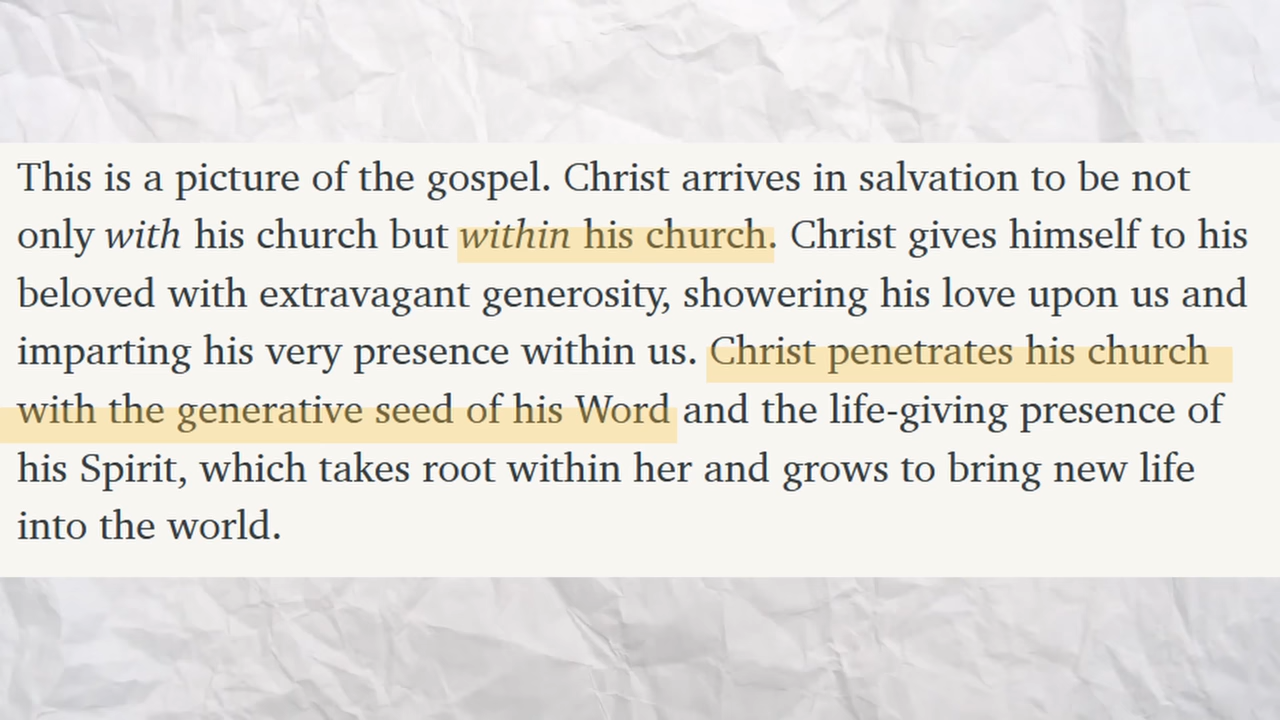 This is a picture of the gospel. Christ arrives in salvation to be not
only with his church but within his church. Christ gives himself to his
beloved with extravagant generosity, showering his love upon us and
imparting his very presence within us. Christ penetrates his church
with the generative seed of his Word and the life-giving presence of
his Spirit, which takes root within her and grows to bring new life
into the world.